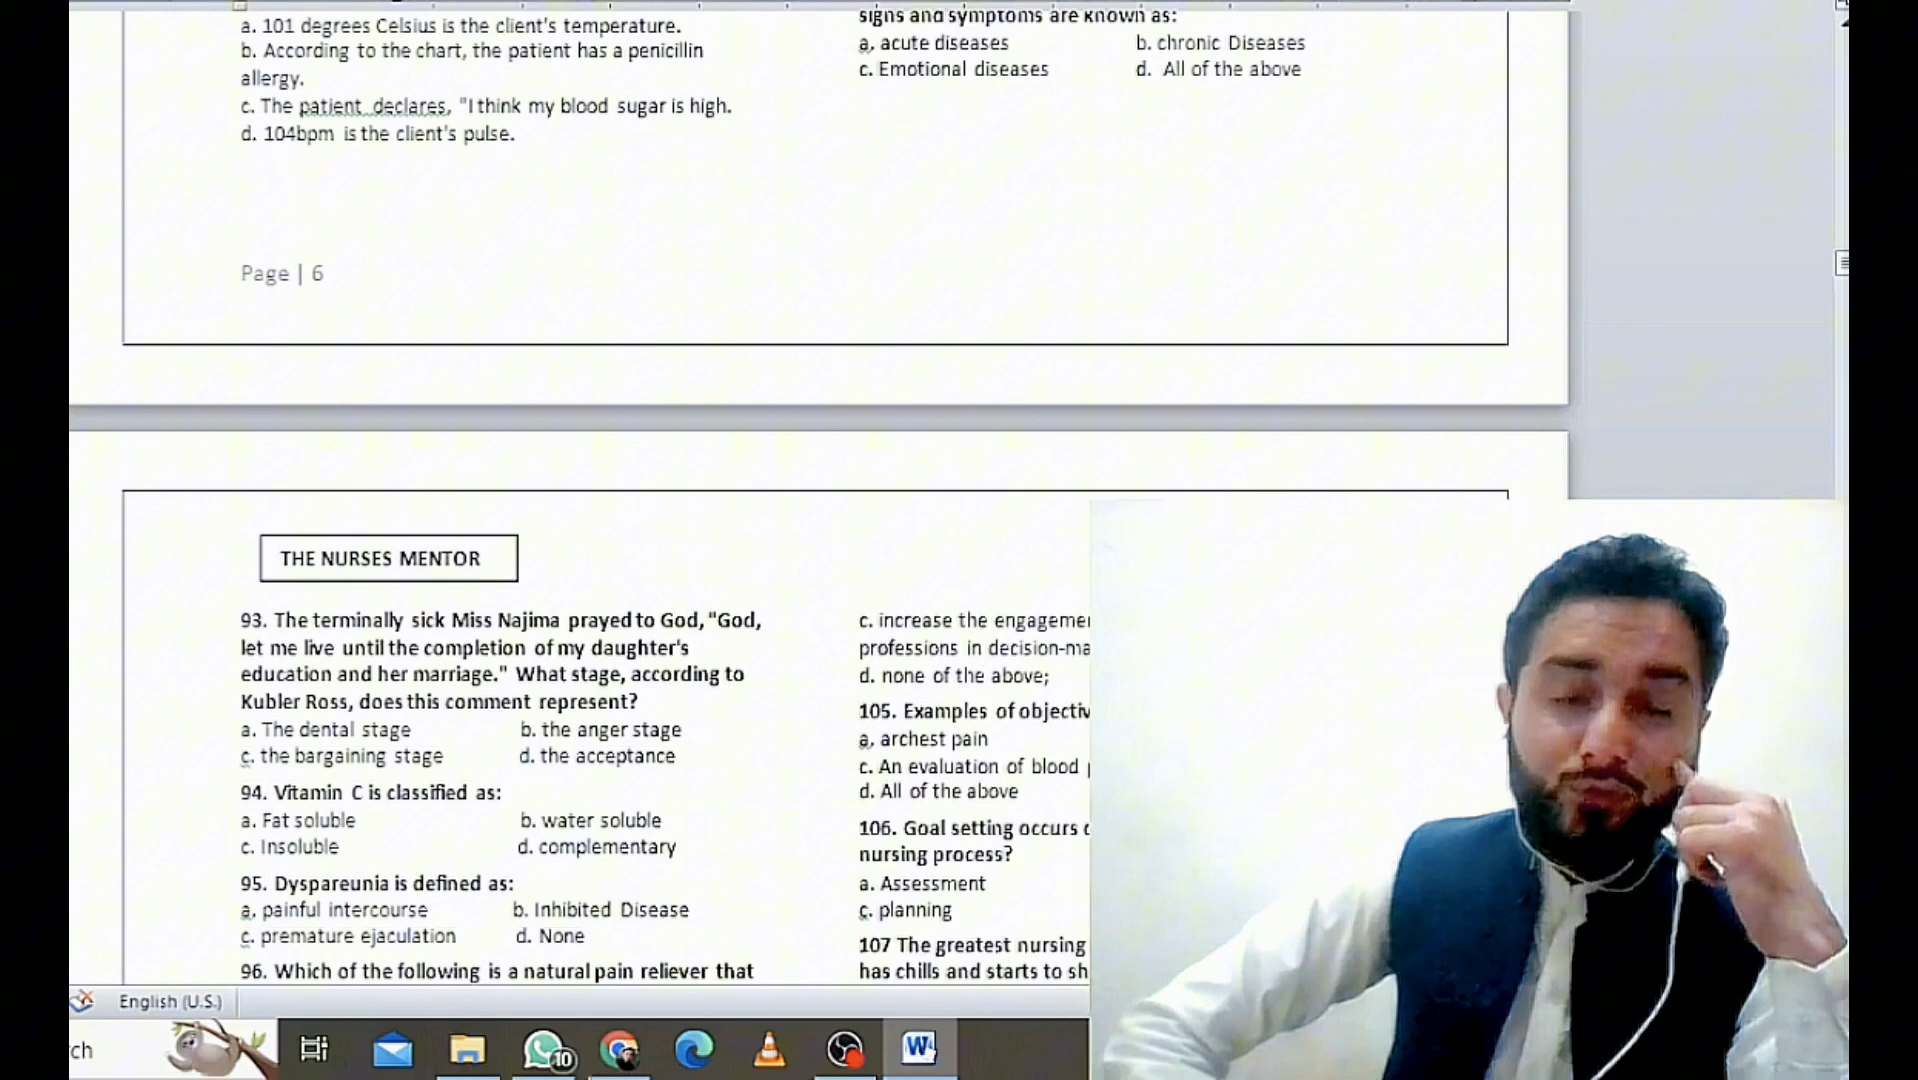 a. 101 degrees Celsius is the client's temperature.
b. According to the chart, the patient has a penicillin
allergy.
c. The patient declares, "I think my blood sugar is high.
d. 104bpm is the client's pulse.
signs and symptoms are known as:
a, acute diseases b. chronic Diseases
c. Emotional diseases d. All of the above
Page | 6
THE NURSES MENTOR
93. The terminally sick Miss Najima prayed to God, "God,
let me live until the completion of my daughter's
education and her marriage." What stage, according to
Kubler Ross, does this comment represent?
a. The dental stage b. the anger stage
c. the bargaining stage d. the acceptance
94. Vitamin C is classified as:
a. Fat soluble b. water soluble
c. Insoluble d. complementary
95. Dyspareunia is defined as:
a, painful intercourse b. Inhibited Disease
c. premature ejaculation d. None
96. Which of the following is a natural pain reliever that
c. increase the
professions in
d. none of the above;
105. Examples of
a, archest pain
c. An evaluation of blood
d. All of the above
106. Goal setting occurs
nursing process?
a. Assessment
c. planning
107 The greatest nursing
has chills and starts to
English (U.S.)
rch
10
W